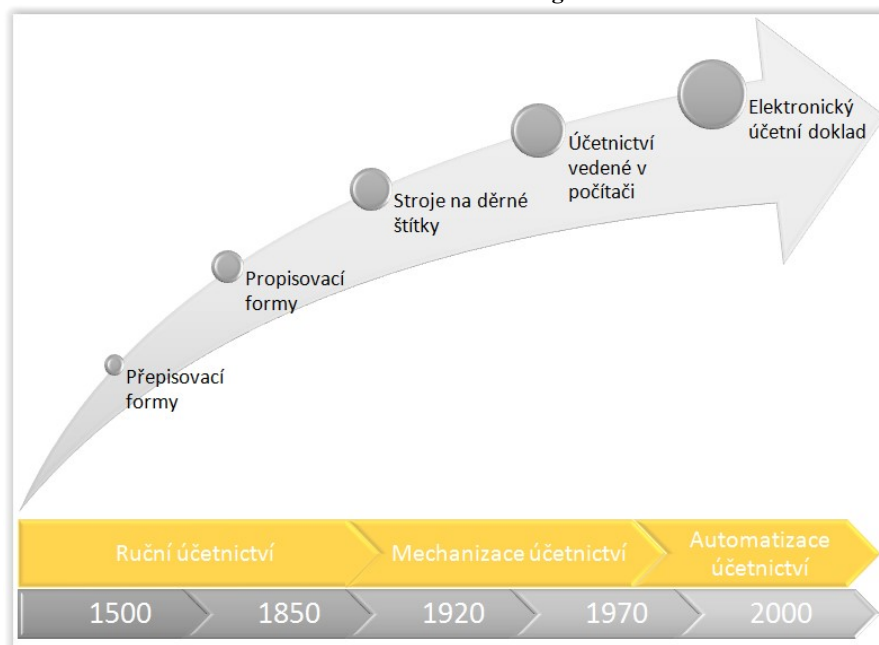 Elektronický
účetní doklad
Účetnictví
vedené v
počítači
Stroje na děrné
štítky
Propisovací
formy
Přepisovací
formy
Ruční účetnictví
Mechanizace účetnictví
Automatizace
účetnictví
1500
1850
1920
1970
2000